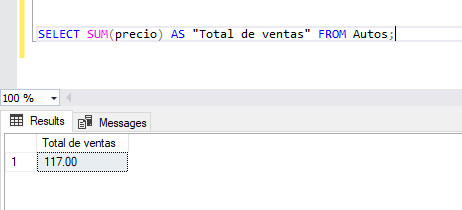 SELECT SUM(precio) AS "Total de ventas" FROM Autos;
100 %
Results Messages
Total de ventas
1 117.00